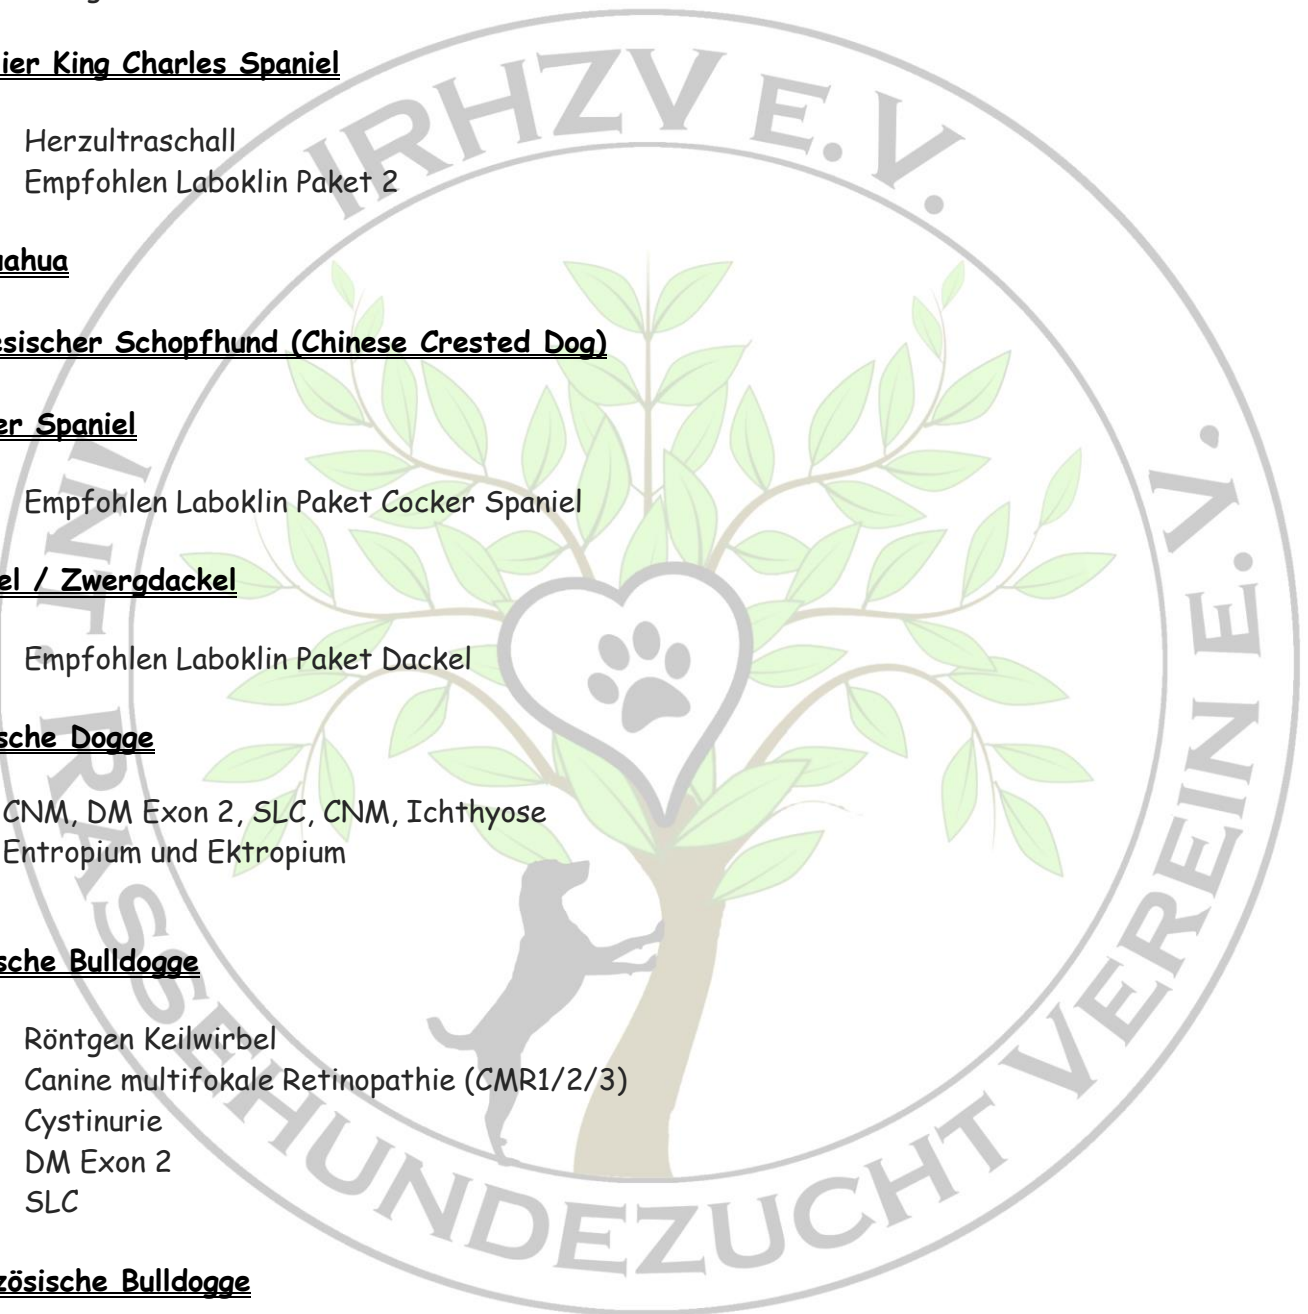 ier King Charles Spaniel
Herzultraschall
Empfohlen Laboklin Paket 2
uahua
esischer Schopfhund (Chinese Crested Dog)
er Spaniel
Empfohlen Laboklin Paket Cocker Spaniel
el / Zwergdackel
Empfohlen Laboklin Paket Dackel
sche Dogge
CNM, DM Exon 2, SLC, CNM, Ichthyose
Entropium und Ektropium
sche Bulldogge
Röntgen Keilwirbel
Canine multifokale Retinopathie (CMR1/2/3)
Cystinurie
DM Exon 2
SLC
zösische Bulldogge
IRHZV E.V.
INT. RASSEHUNDEZUCHT VEREIN E.V.